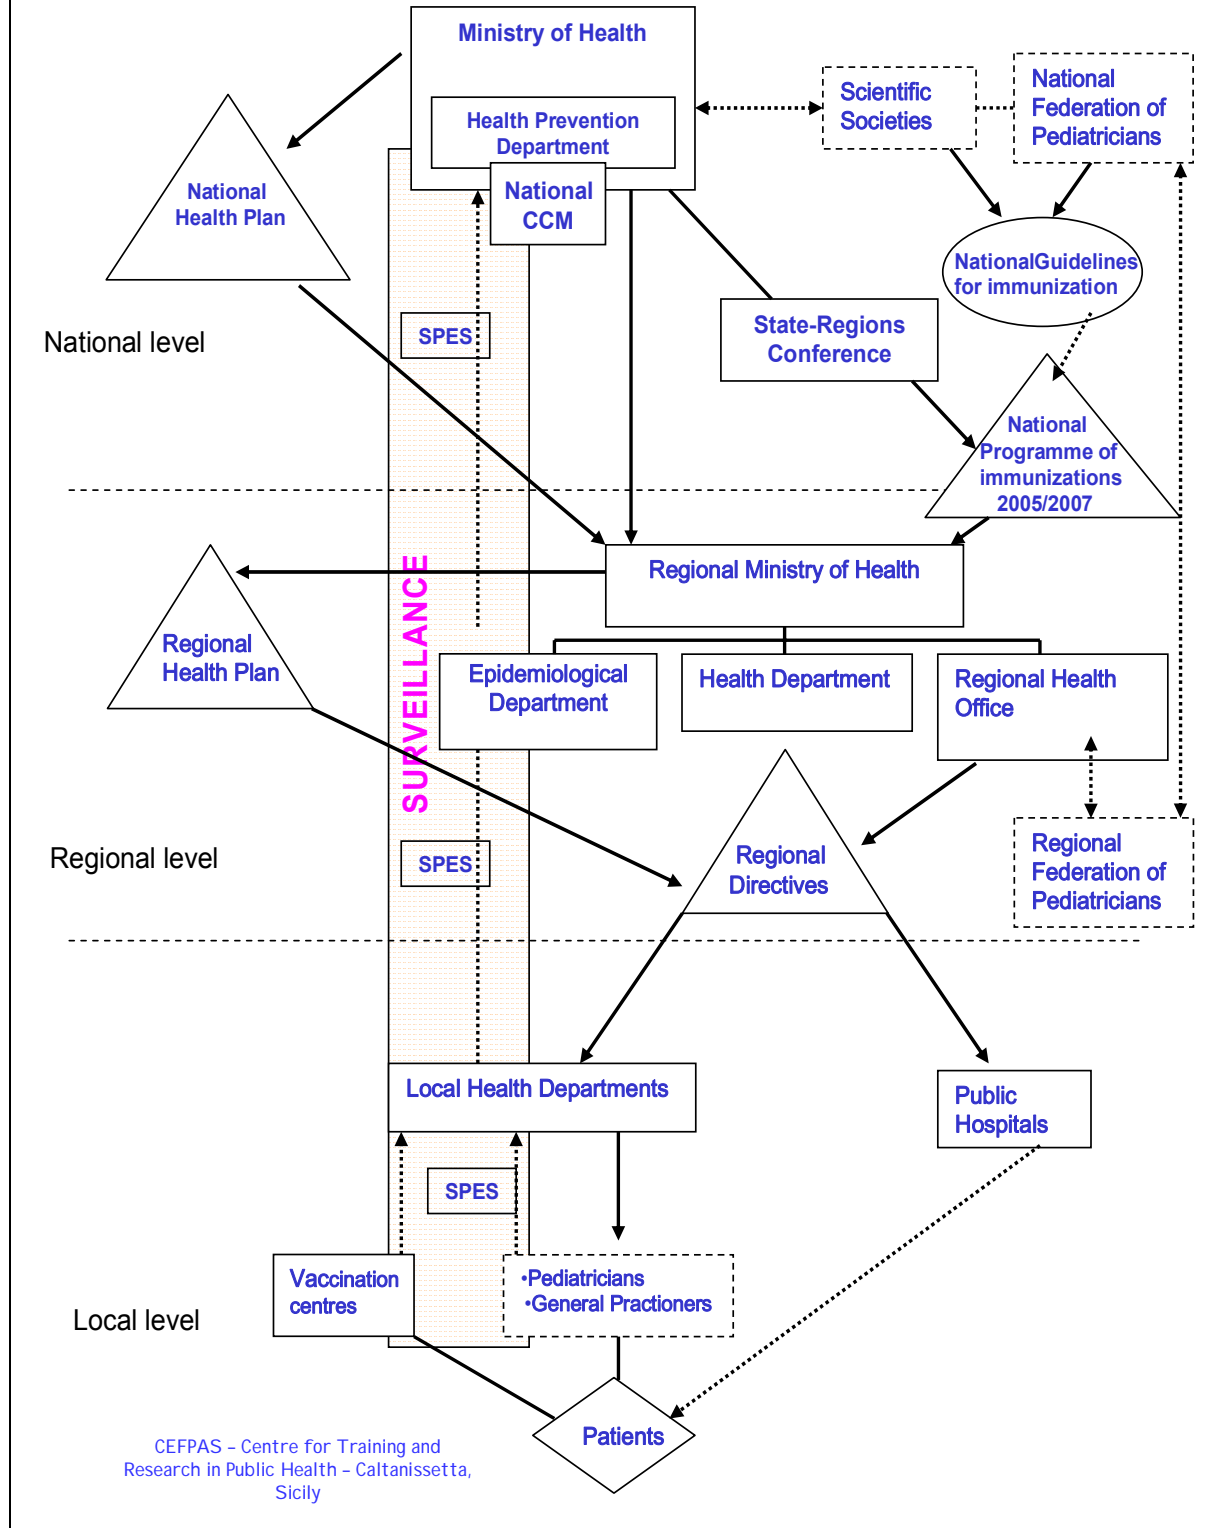 Ministry of Health
Health Prevention
Department
National
CCM
Scientific
Societies
National
Federation of
Pediatricians
National
Health Plan
NationalGuidelines
for immunization
SPES
State-Regions
Conference
National level
National
Programme of
immunizations
2005/2007
SURVEILLANCE
Regional Ministry of Health
Regional
Health Plan
Epidemiological
Department
Health Department
Regional Health
Office
Regional level
SPES
Regional
Directives
Regional
Federation of
Pediatricians
Local Health Departments
Public
Hospitals
SPES
Vaccination
centres
•Pediatricians
•General Practioners
Local level
Patients
CEFPAS – Centre for Training and
Research in Public Health – Caltanissetta,
Sicily